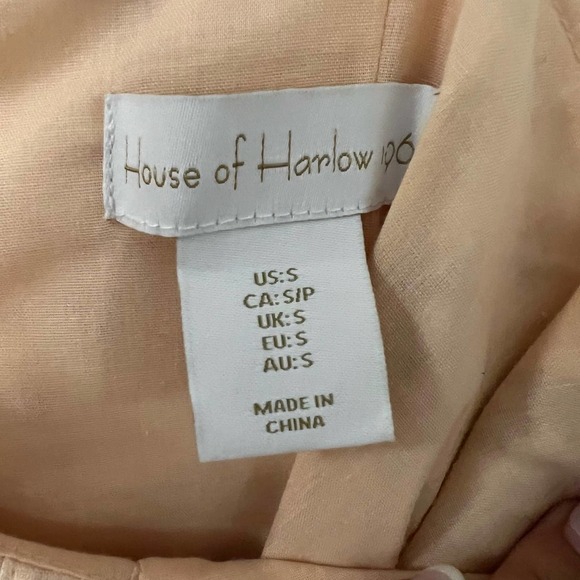 House of Harlow 196
US: S
CA: S/P
UK: S
EU: S
AU: S
MADE IN
CHINA